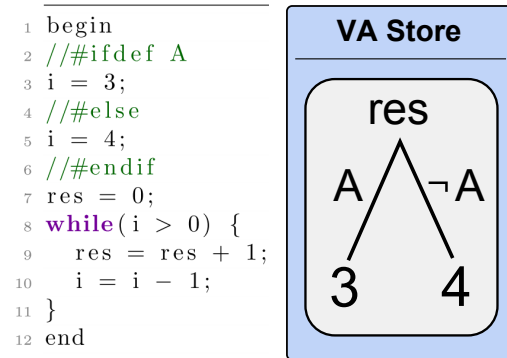 1 begin
2 //#ifdef A
3 i = 3;
4 //#else
5 i = 4;
6 //#endif
7 res = 0;
8 while(i > 0) {
9 res = res + 1;
10 i = i − 1;
11 }
12 end
VA Store
res
A ¬A
3 4